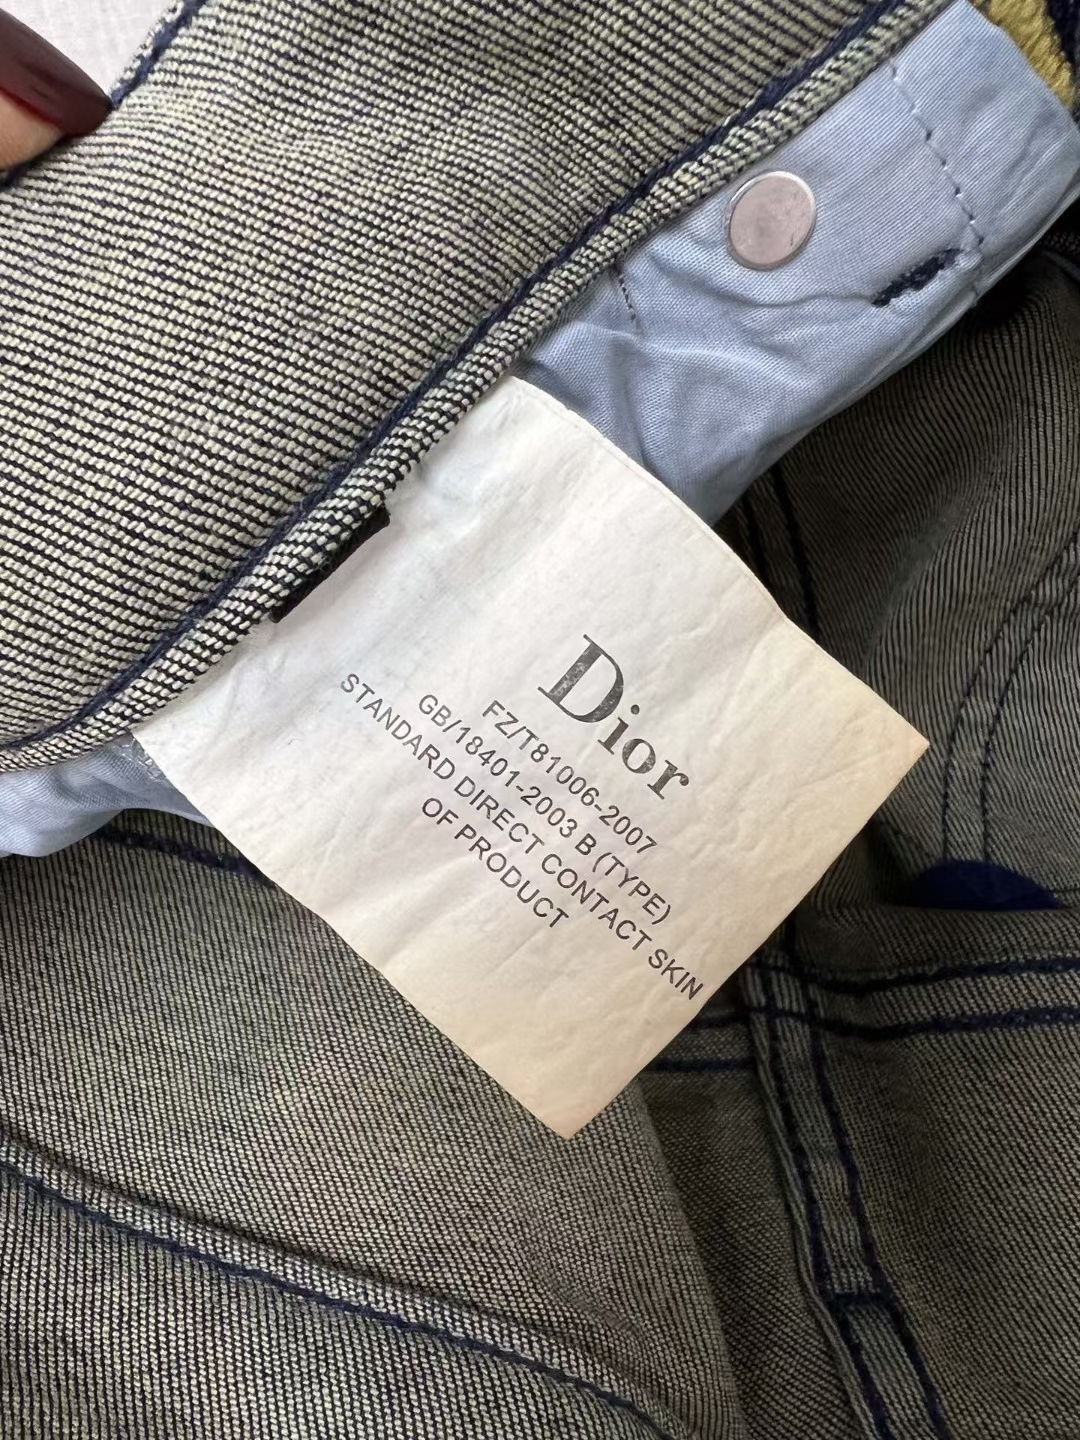 Dior
FZ/T81006-2007
GB/18401-2003 B (TYPE)
STANDARD DIRECT CONTACT SKIN
OF PRODUCT